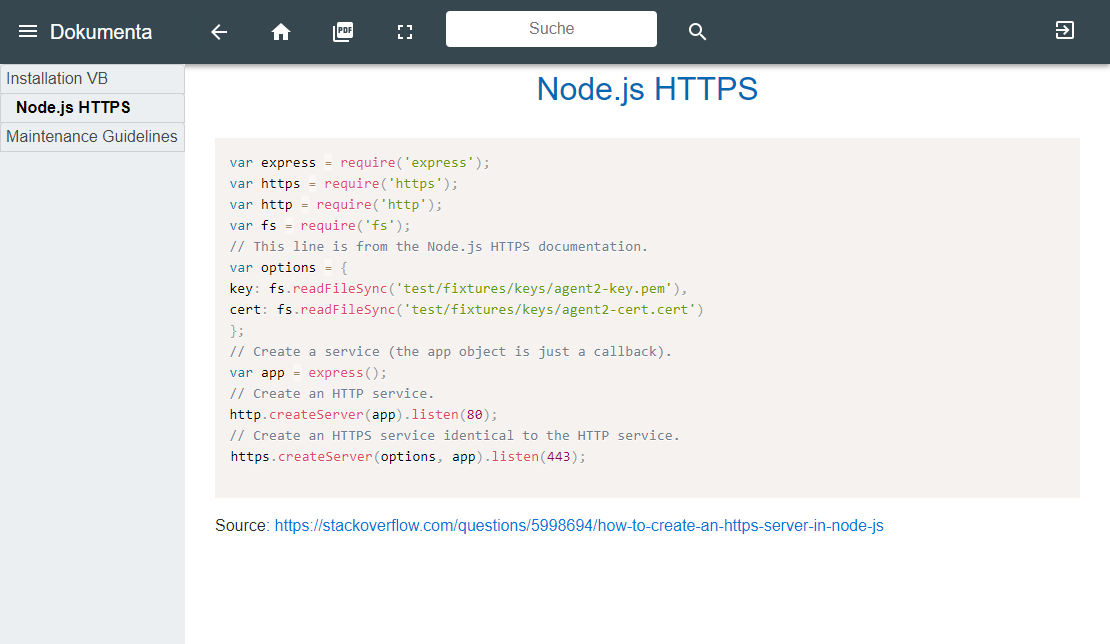 Dokumenta
PDF
Suche
Installation VB
Node.js HTTPS
Maintenance Guidelines
Node.js HTTPS
var express = require('express');
var https = require('https');
var http = require('http');
var fs = require('fs');
// This line is from the Node.js HTTPS documentation.
var options = {
key: fs.readFileSync('test/fixtures/keys/agent2-key.pem'),
cert: fs.readFileSync('test/fixtures/keys/agent2-cert.cert')
};
// Create a service (the app object is just a callback).
var app = express();
// Create an HTTP service.
http.createServer(app).listen(80);
// Create an HTTPS service identical to the HTTP service.
https.createServer(options, app).listen(443);
Source: https://stackoverflow.com/questions/5998694/how-to-create-an-https-server-in-node-js